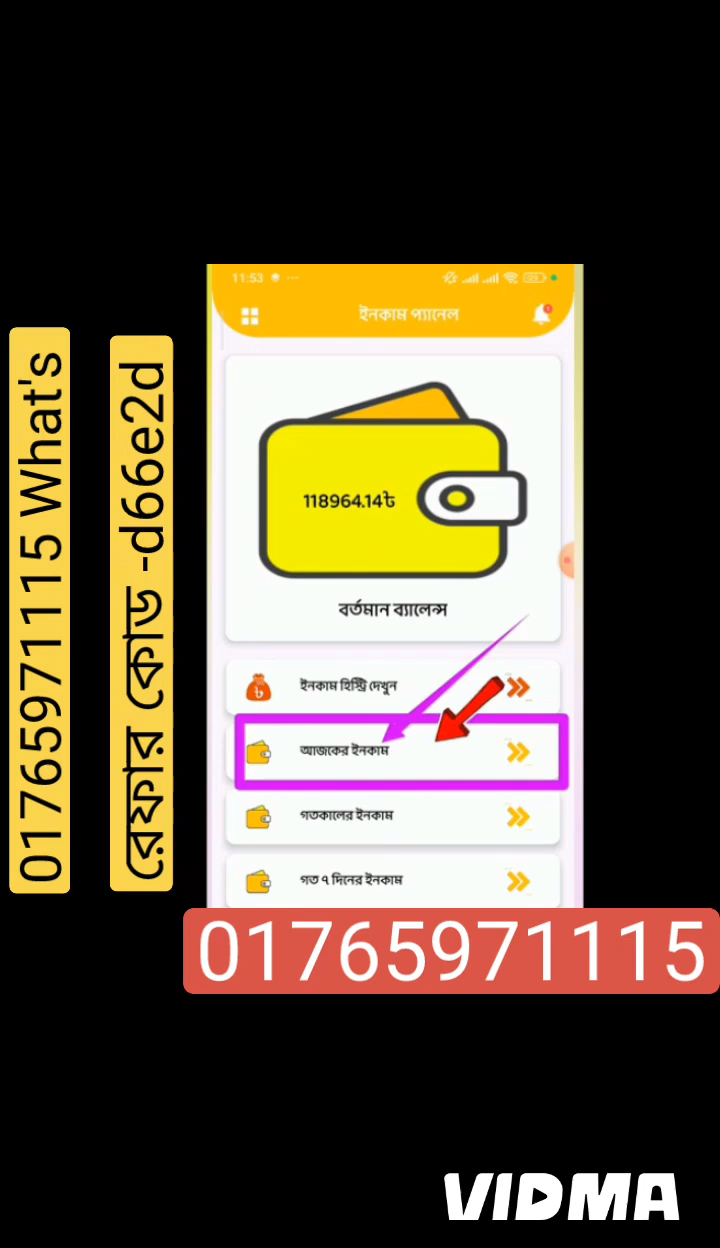 01765971115 What's
রেফার কোড -d66e2d
11:53
ইনকাম প্যানেল
118964.14৳
বর্তমান ব্যালেন্স
ইনকাম হিস্ট্রি দেখুন
আজকের ইনকাম
গতকালের ইনকাম
গত ৭ দিনের ইনকাম
01765971115
VIDMA